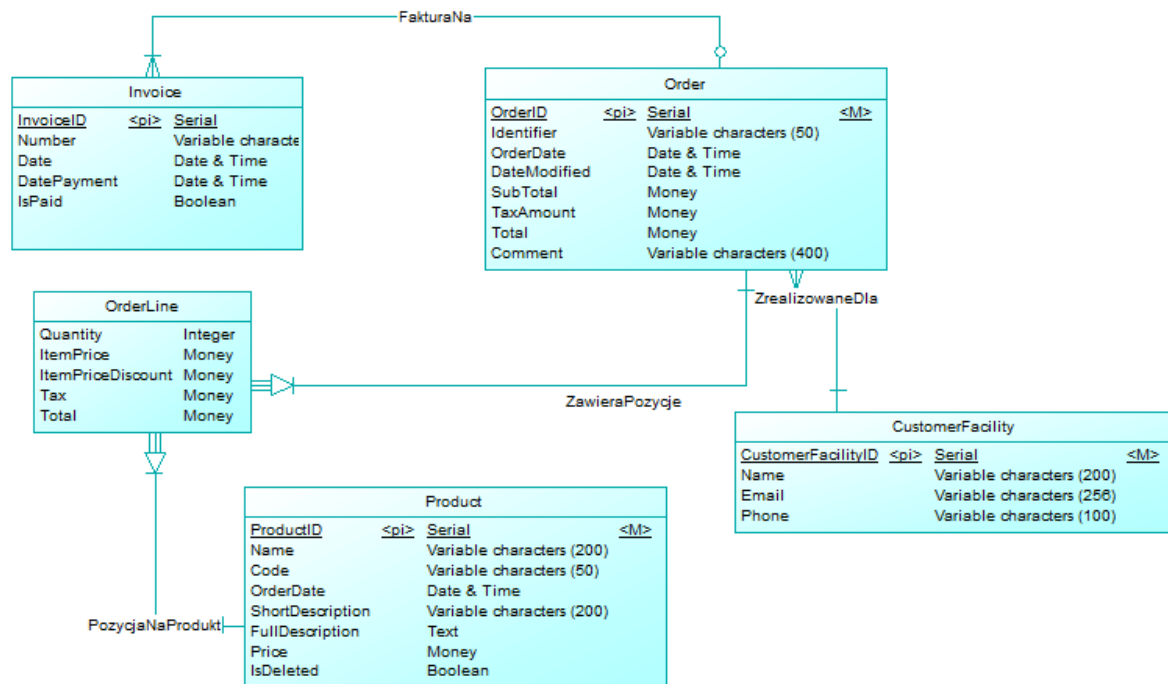 FakturaNa
Invoice
InvoiceID <pi> Serial
Number Variable characte
Date Date & Time
DatePayment Date & Time
IsPaid Boolean
Order
OrderID <pi> Serial <M>
Identifier Variable characters (50)
OrderDate Date & Time
DateModified Date & Time
SubTotal Money
TaxAmount Money
Total Money
Comment Variable characters (400)
OrderLine
Quantity Integer
ItemPrice Money
ItemPriceDiscount Money
Tax Money
Total Money
ZrealizowaneDla
ZawieraPozycje
CustomerFacility
CustomerFacilityID <pi> Serial <M>
Name Variable characters (200)
Email Variable characters (256)
Phone Variable characters (100)
PozycjaNaProdukt
Product
ProductID <pi> Serial <M>
Name Variable characters (200)
Code Variable characters (50)
OrderDate Date & Time
ShortDescription Variable characters (200)
FullDescription Text
Price Money
IsDeleted Boolean